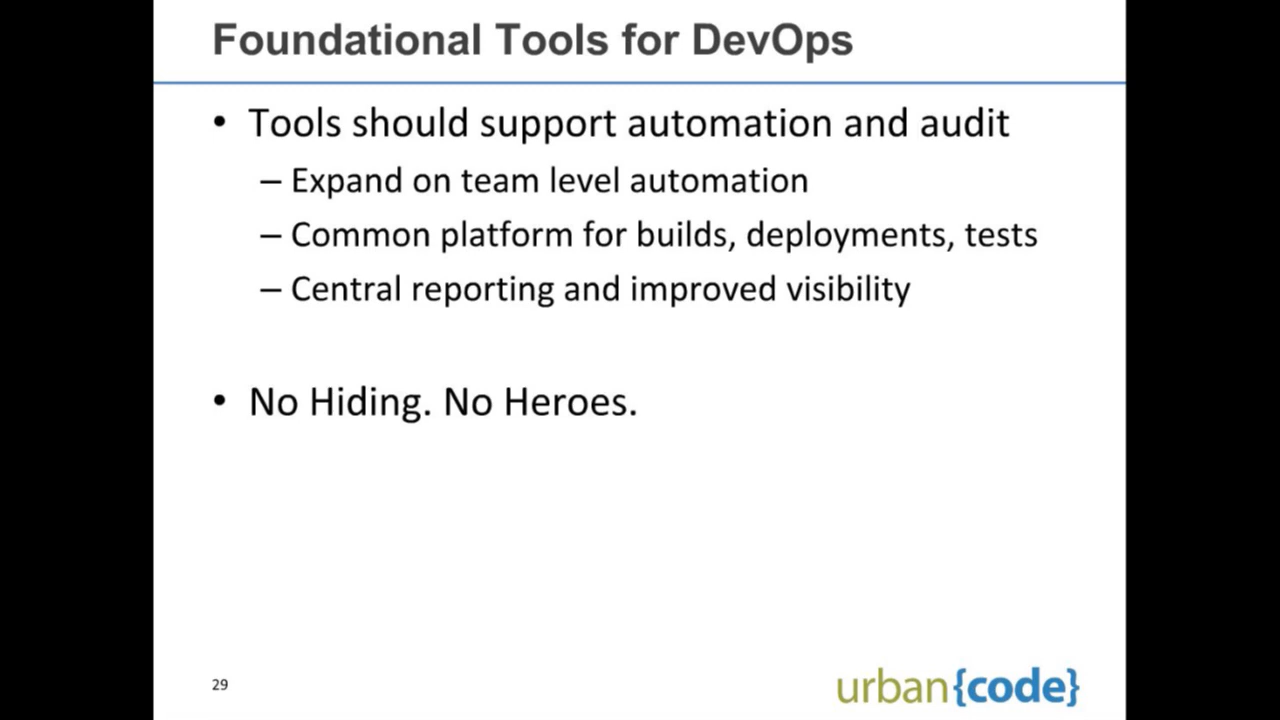 Foundational Tools for DevOps
• Tools should support automation and audit
– Expand on team level automation
– Common platform for builds, deployments, tests
– Central reporting and improved visibility
• No Hiding. No Heroes.
29
urban{code}